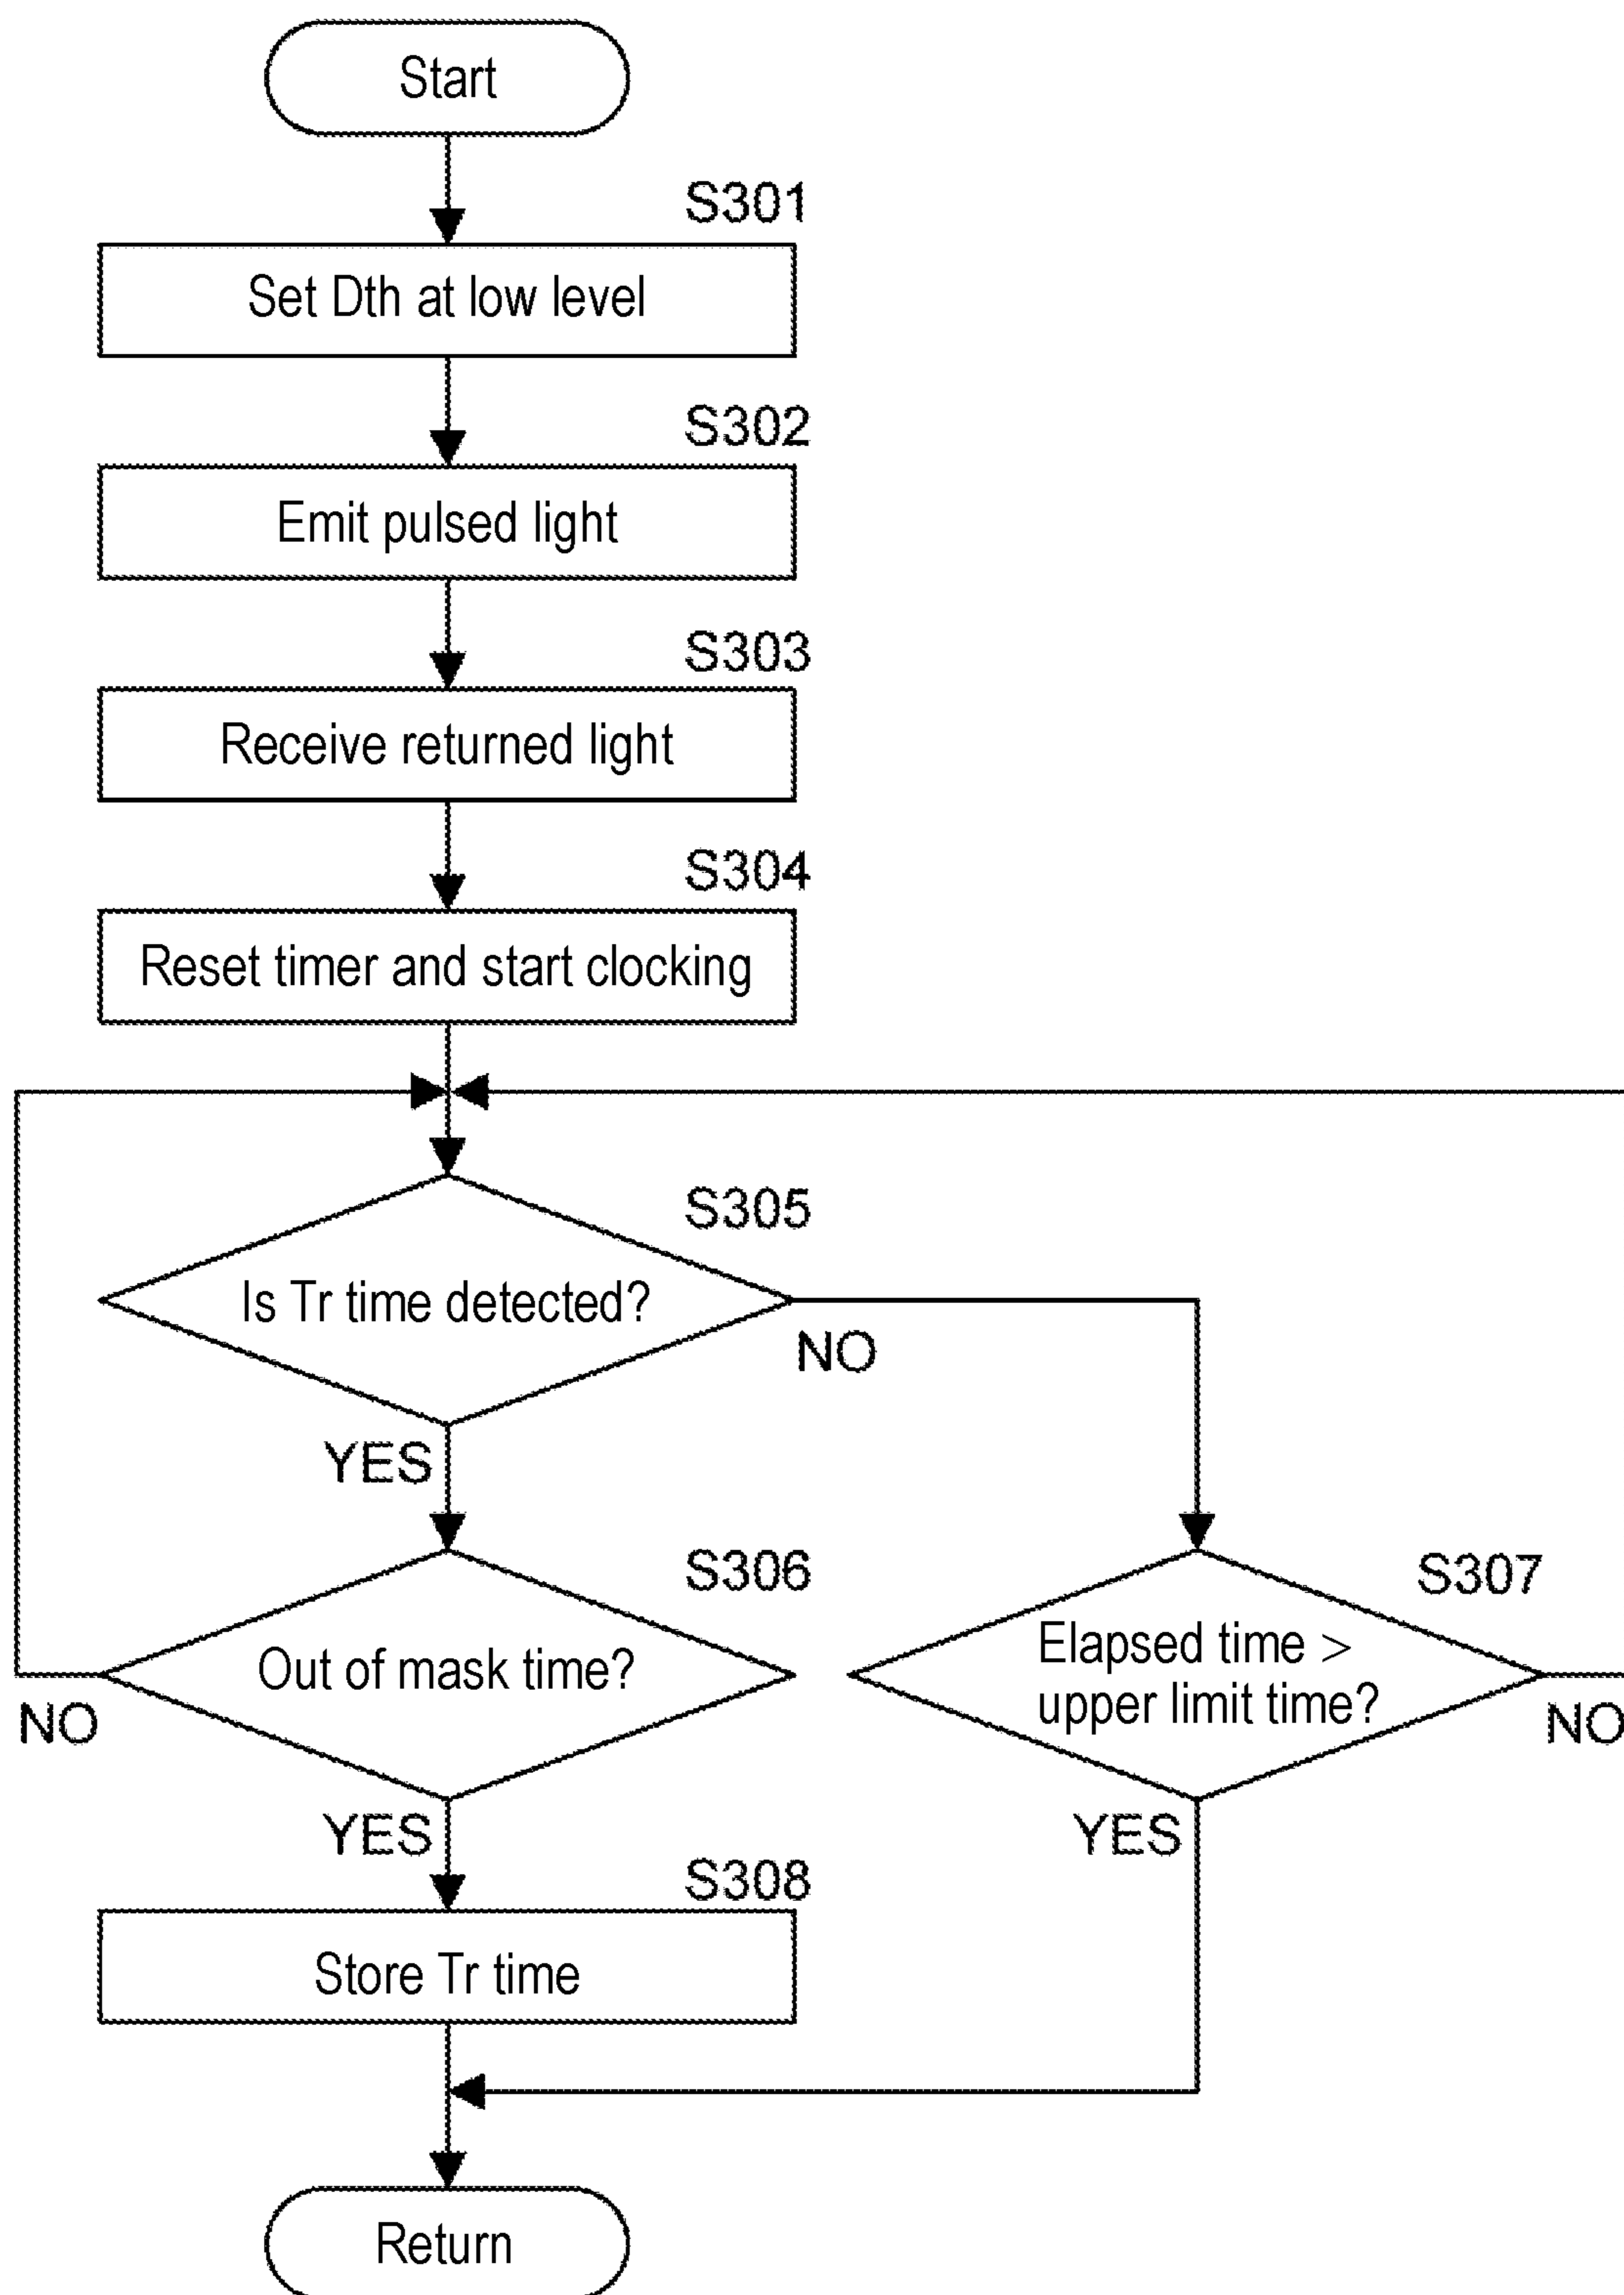 Start
S301
Set Dth at low level
S302
Emit pulsed light
S303
Receive returned light
S304
Reset timer and start clocking
S305
Is Tr time detected?
NO
YES
S306
Out of mask time?
NO
S307
Elapsed time >
upper limit time?
NO
YES
YES
S308
Store Tr time
Return